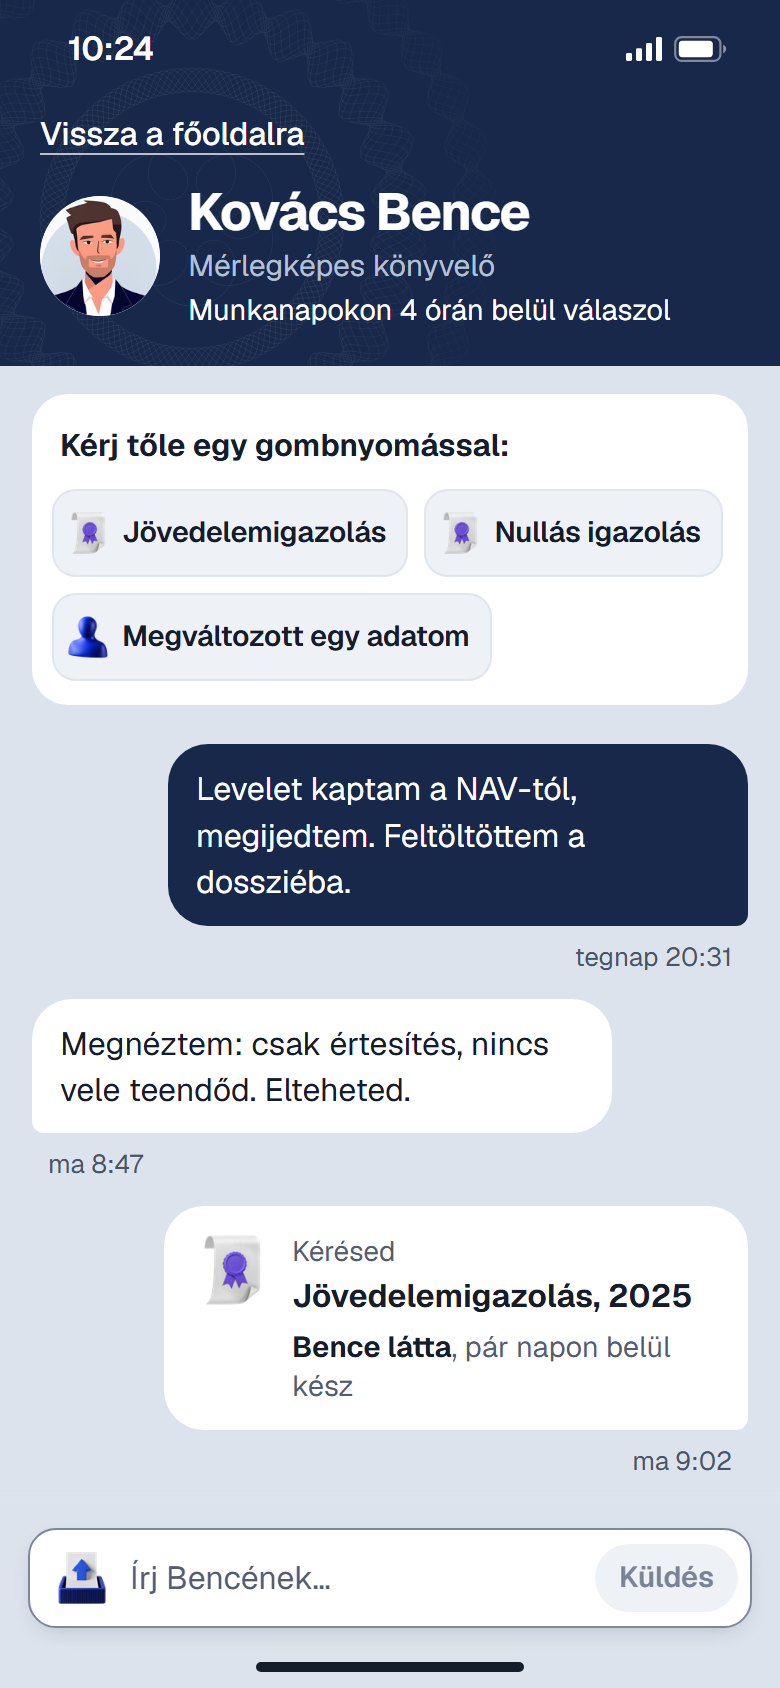 10:24
Vissza a főoldalra
Kovács Bence
Mérlegképes könyvelő
Munkanapokon 4 órán belül válaszol
Kérj tőle egy gombnyomással:
Jövedelemigazolás
Nullás igazolás
Megváltozott egy adatom
Levelet kaptam a NAV-tól,
megijedtem. Feltöltöttem a
dossziéba.
tegnap 20:31
Megnéztem: csak értesítés, nincs
vele teendőd. Elteheted.
ma 8:47
Kérésed
Jövedelemigazolás, 2025
Bence látta, pár napon belül
kész
ma 9:02
Írj Bencének...
Küldés